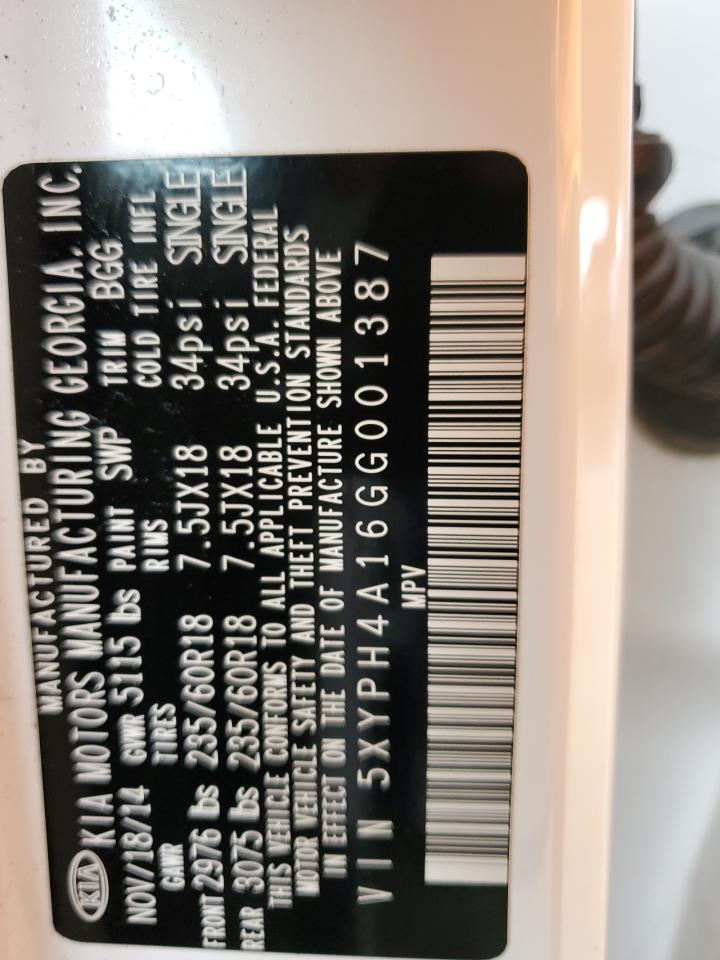 MANUFACTURED BY
KIA KIA MOTORS MANUFACTURING GEORGIA, INC.
NOV/18/14 GVWR 5115 lbs PAINT SWP TRIM BGG
GAWR TIRES RIMS COLD TIRE INFL
FRONT 2976 lbs 235/60R18 7.5JX18 34psi SINGLE
REAR 3075 lbs 235/60R18 7.5JX18 34psi SINGLE
THIS VEHICLE CONFORMS TO ALL APPLICABLE U.S.A. FEDERAL
MOTOR VEHICLE SAFETY AND THEFT PREVENTION STANDARDS
IN EFFECT ON THE DATE OF MANUFACTURE SHOWN ABOVE
VIN 5XYPH4A16GG001387
MPV